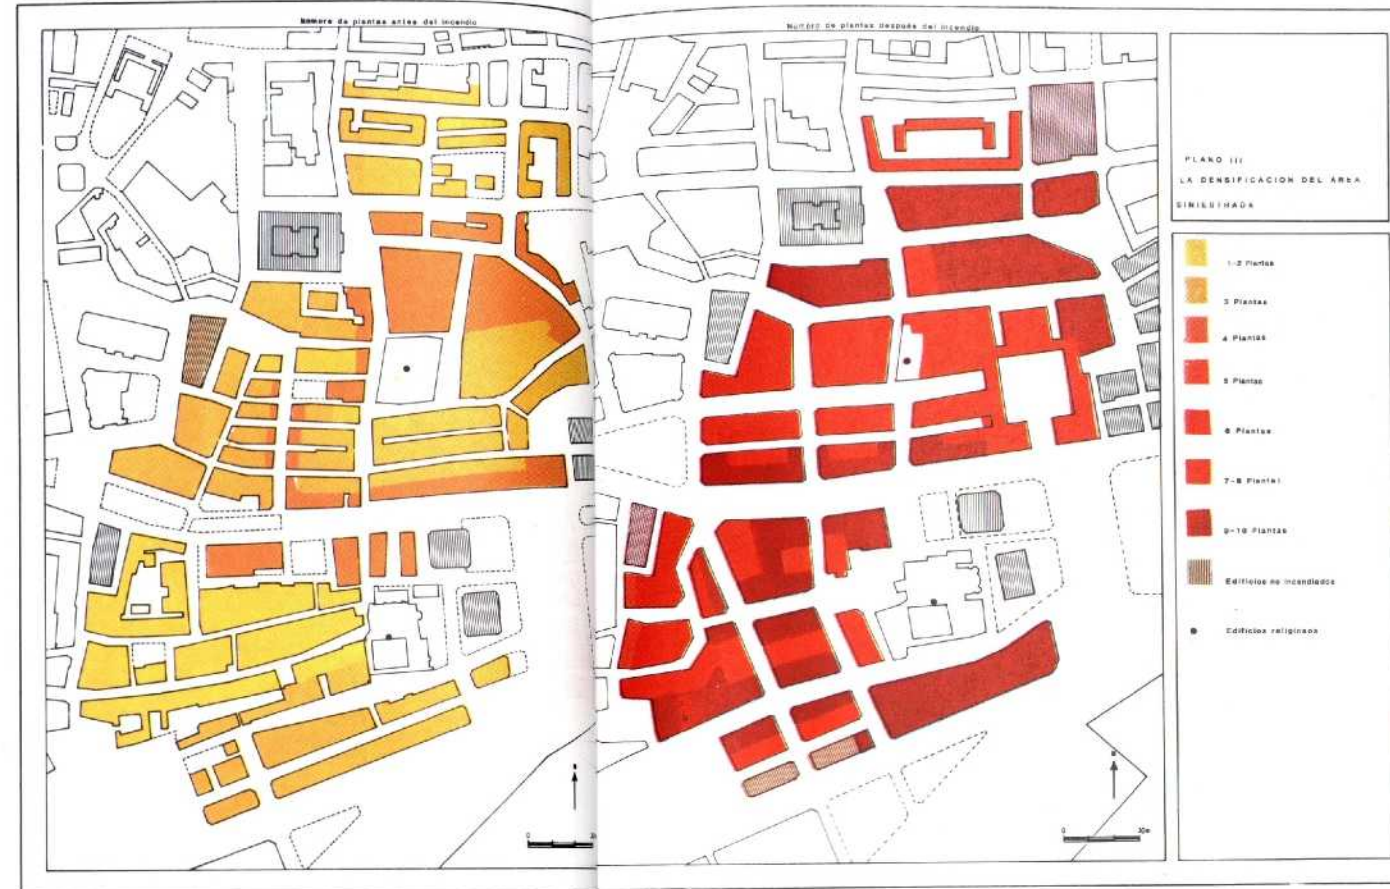 Número de plantas antes del incendio
Número de plantas después del incendio
PLANO III
LA DENSIFICACION DEL AREA
SINIESTRADA
1-2 Plantas
3 Plantas
4 Plantas
5 Plantas
6 Plantas
7-8 Plantas
9-10 Plantas
Edificios no incendiados
Edificios religiosos
0
0